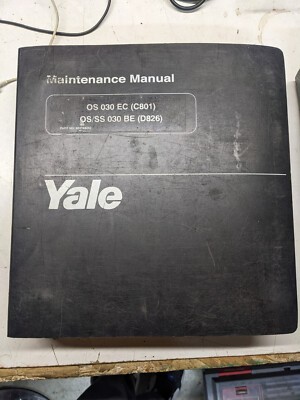 Maintenance Manual
OS 030 EC (C801)
OS/SS 030 BE (D826)
Yale